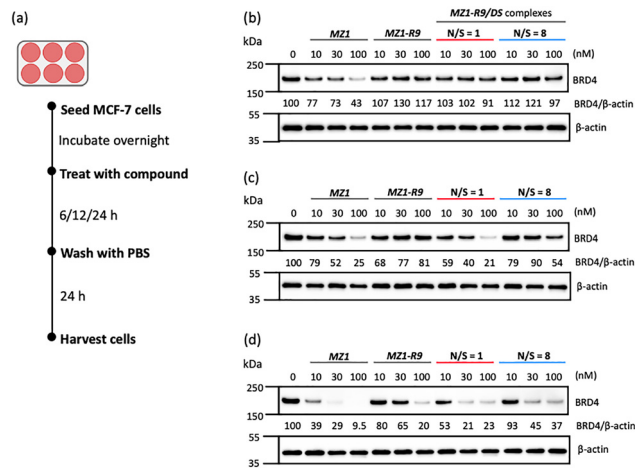 (a)
Seed MCF-7 cells
Incubate overnight
Treat with compound
6/12/24 h
Wash with PBS
24 h
Harvest cells
(b)
MZ1-R9/DS complexes
MZ1 MZ1-R9 N/S = 1 N/S = 8
kDa
0 10 30 100 10 30 100 10 30 100 10 30 100 (nM)
250
BRD4
150
100 77 73 43 107 130 117 103 102 91 112 121 97 BRD4/β-actin
55
β-actin
35
(c)
MZ1 MZ1-R9 N/S = 1 N/S = 8
kDa
0 10 30 100 10 30 100 10 30 100 10 30 100 (nM)
250
BRD4
150
100 79 52 25 68 77 81 59 40 21 79 90 54 BRD4/β-actin
55
β-actin
35
(d)
MZ1 MZ1-R9 N/S = 1 N/S = 8
kDa
0 10 30 100 10 30 100 10 30 100 10 30 100 (nM)
250
BRD4
150
100 39 29 9.5 80 65 20 53 21 23 93 45 37 BRD4/β-actin
55
β-actin
35